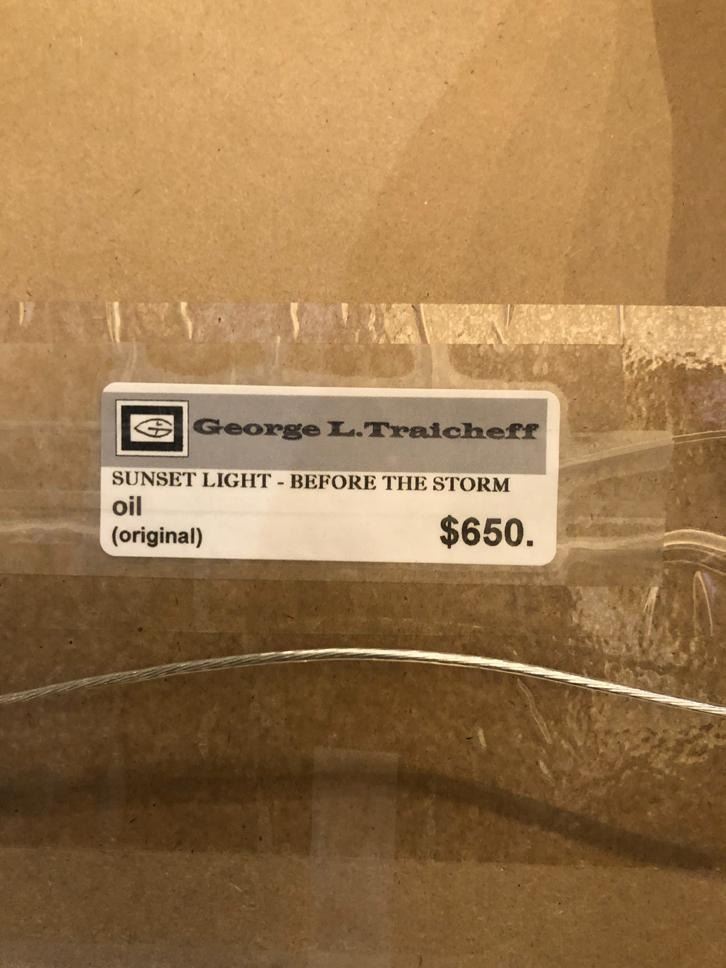 George L.Traicheff
SUNSET LIGHT - BEFORE THE STORM
oil
(original)
$650.